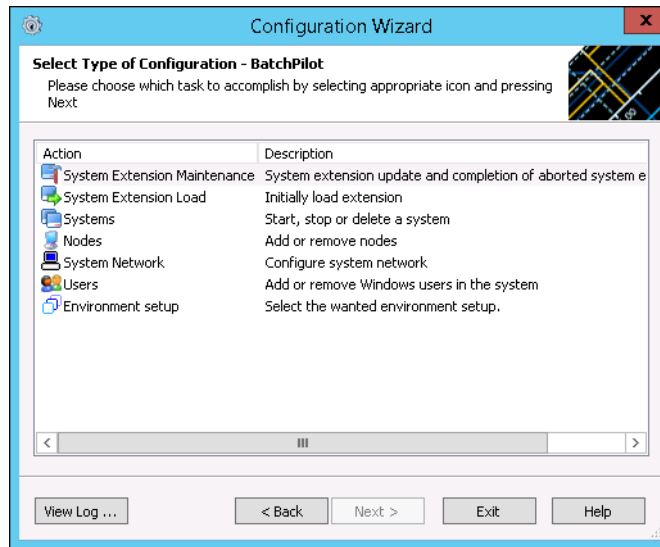 Configuration Wizard
x
Select Type of Configuration - BatchPilot
Please choose which task to accomplish by selecting appropriate icon and pressing
Next
Action Description
System Extension Maintenance System extension update and completion of aborted system e
System Extension Load Initially load extension
Systems Start, stop or delete a system
Nodes Add or remove nodes
System Network Configure system network
Users Add or remove Windows users in the system
Environment setup Select the wanted environment setup.
View Log ... < Back Next > Exit Help